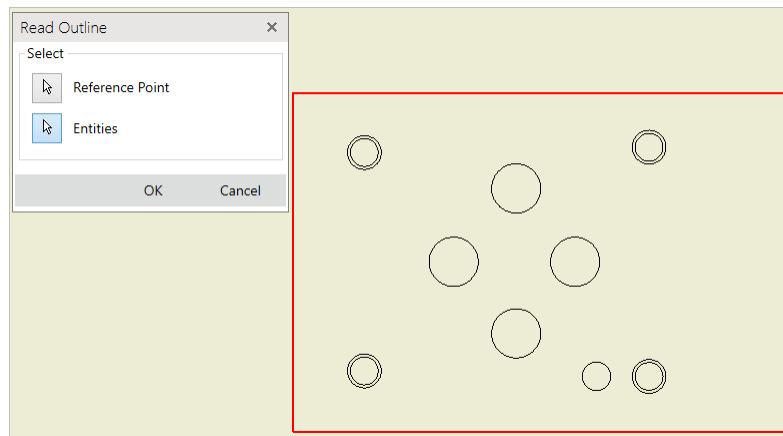 Read Outline
Select
Reference Point
Entities
OK Cancel